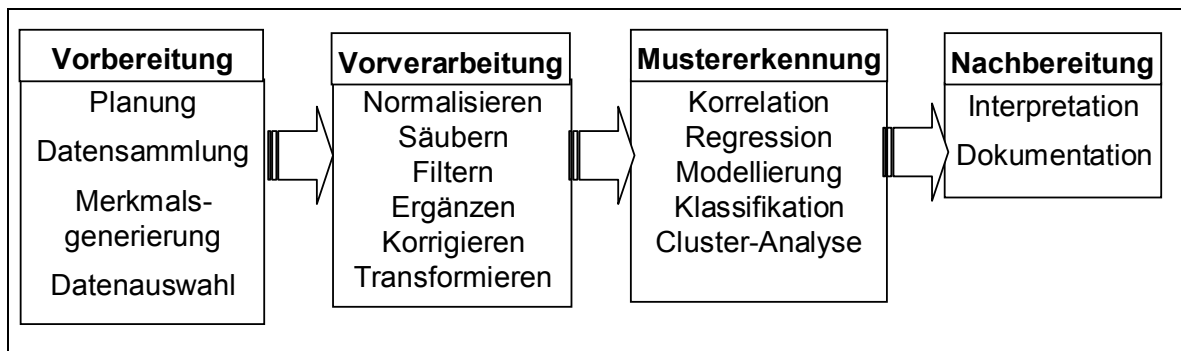 Vorbereitung
Planung
Datensammlung
Merkmals-
generierung
Datenauswahl
Vorverarbeitung
Normalisieren
Säubern
Filtern
Ergänzen
Korrigieren
Transformieren
Mustererkennung
Korrelation
Regression
Modellierung
Klassifikation
Cluster-Analyse
Nachbereitung
Interpretation
Dokumentation